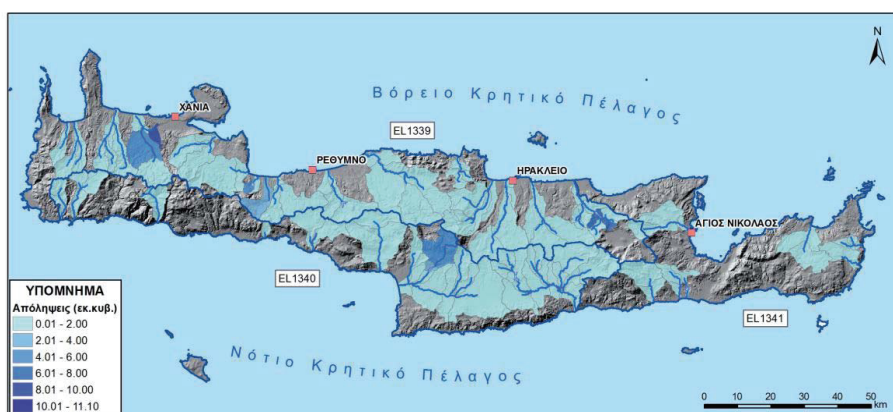 N
Βόρειο Κρητικό Πέλαγος
ΧΑΝΙΑ
EL1339
ΡΕΘΥΜΝΟ
ΗΡΑΚΛΕΙΟ
ΑΓΙΟΣ ΝΙΚΟΛΑΟΣ
EL1340
EL1341
Νότιο Κρητικό Πέλαγος
ΥΠΟΜΝΗΜΑ
Απόληψεις (εκ.κυβ.)
0.01 - 2.00
2.01 - 4.00
4.01 - 6.00
6.01 - 8.00
8.01 - 10.00
10.01 - 11.10
0 10 20 30 40 50
km